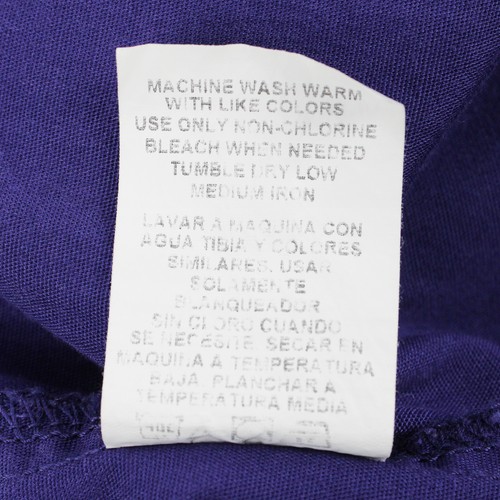 MACHINE WASH WARM
WITH LIKE COLORS
USE ONLY NON-CHLORINE
BLEACH WHEN NEEDED
TUMBLE DRY LOW
MEDIUM IRON
LAVAR A MAQUINA CON
AGUA TIBIA Y COLORES
SIMILARES. USAR
SOLAMENTE
BLANQUEADOR
SIN CLORO CUANDO
SE NECESITE. SECAR EN
MAQUINA A TEMPERATURA
BAJA. PLANCHAR A
TEMPERATURA MEDIA